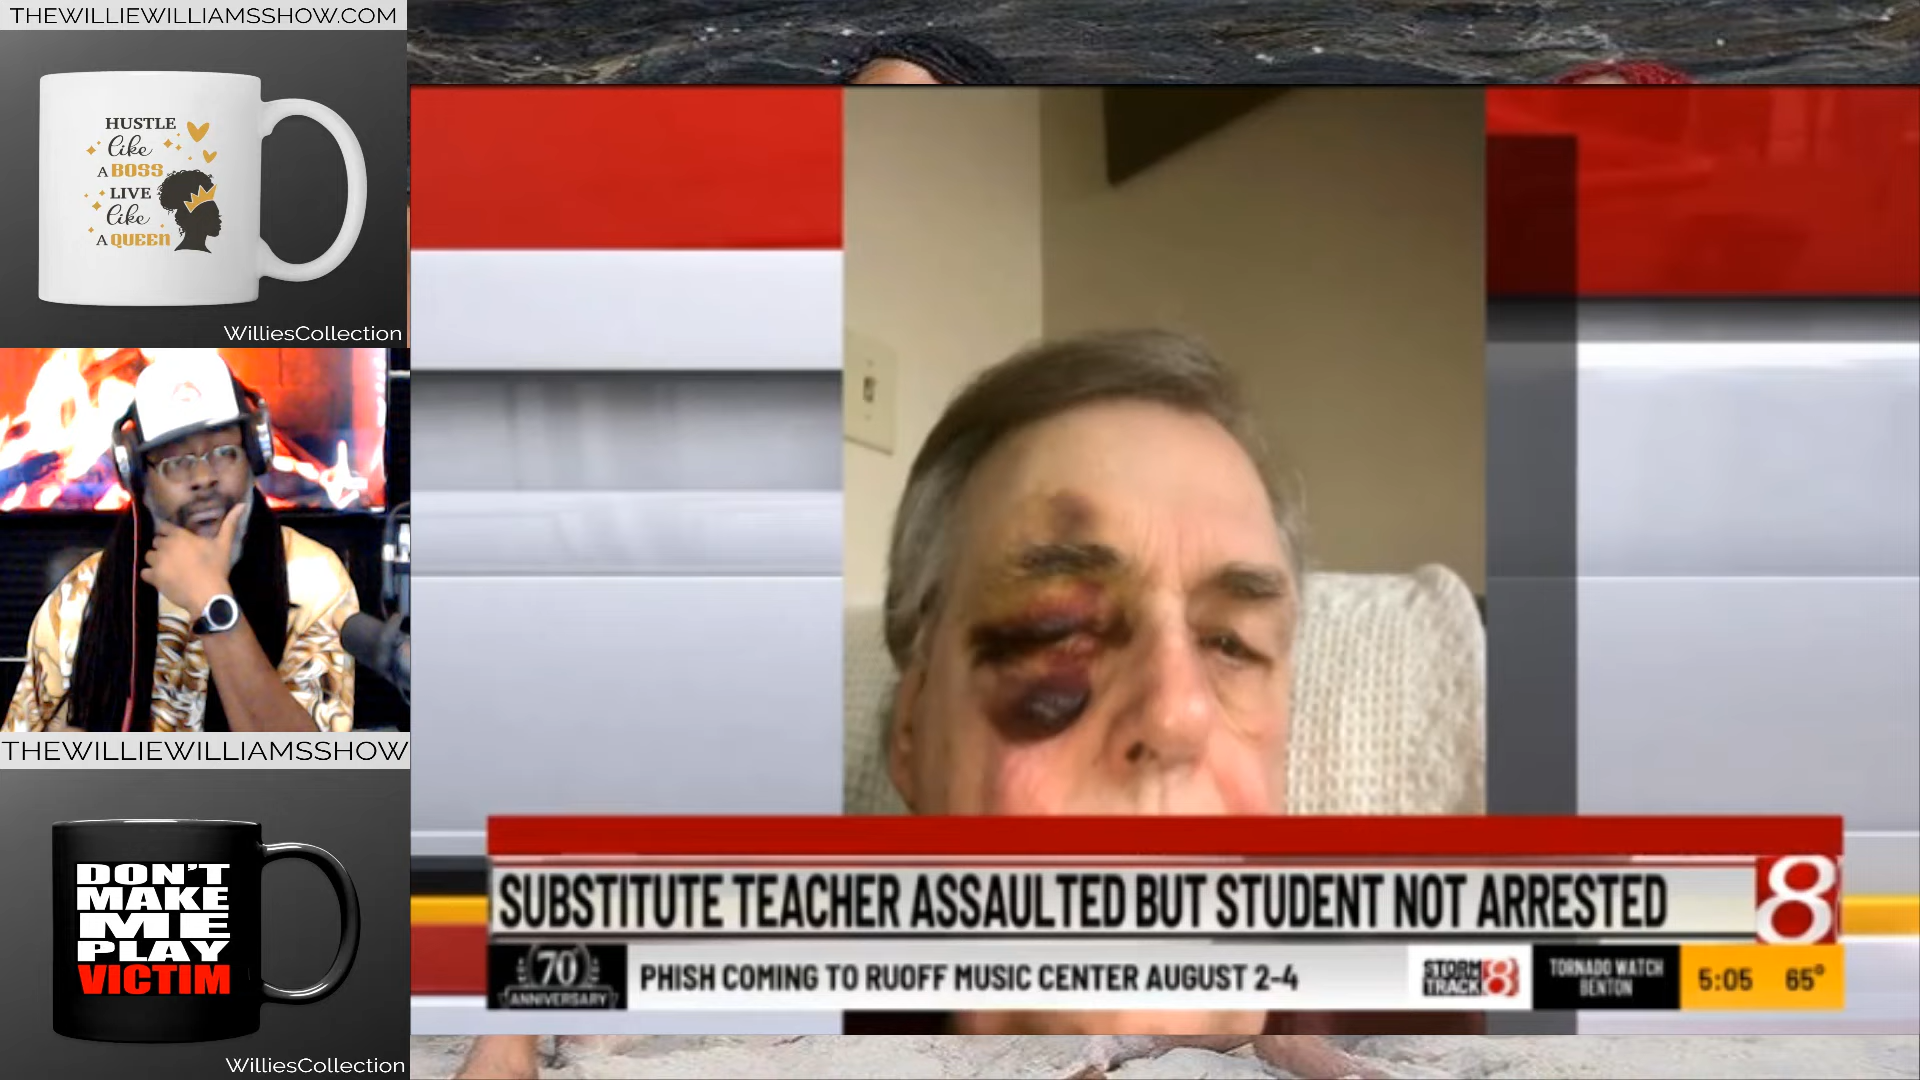 THEWILLIEWILLIAMSSHOW.COM
HUSTLE
like
A BOSS
LIVE
like
A QUEEN
WilliesCollection
THEWILLIEWILLIAMSSHOW
DON'T
MAKE
ME
PLAY
VICTIM
WilliesCollection
SUBSTITUTE TEACHER ASSAULTED BUT STUDENT NOT ARRESTED
8
70
ANNIVERSARY
PHISH COMING TO RUOFF MUSIC CENTER AUGUST 2-4
STORM
TRACK 8
TORNADO WATCH
BENTON
5:05 65°